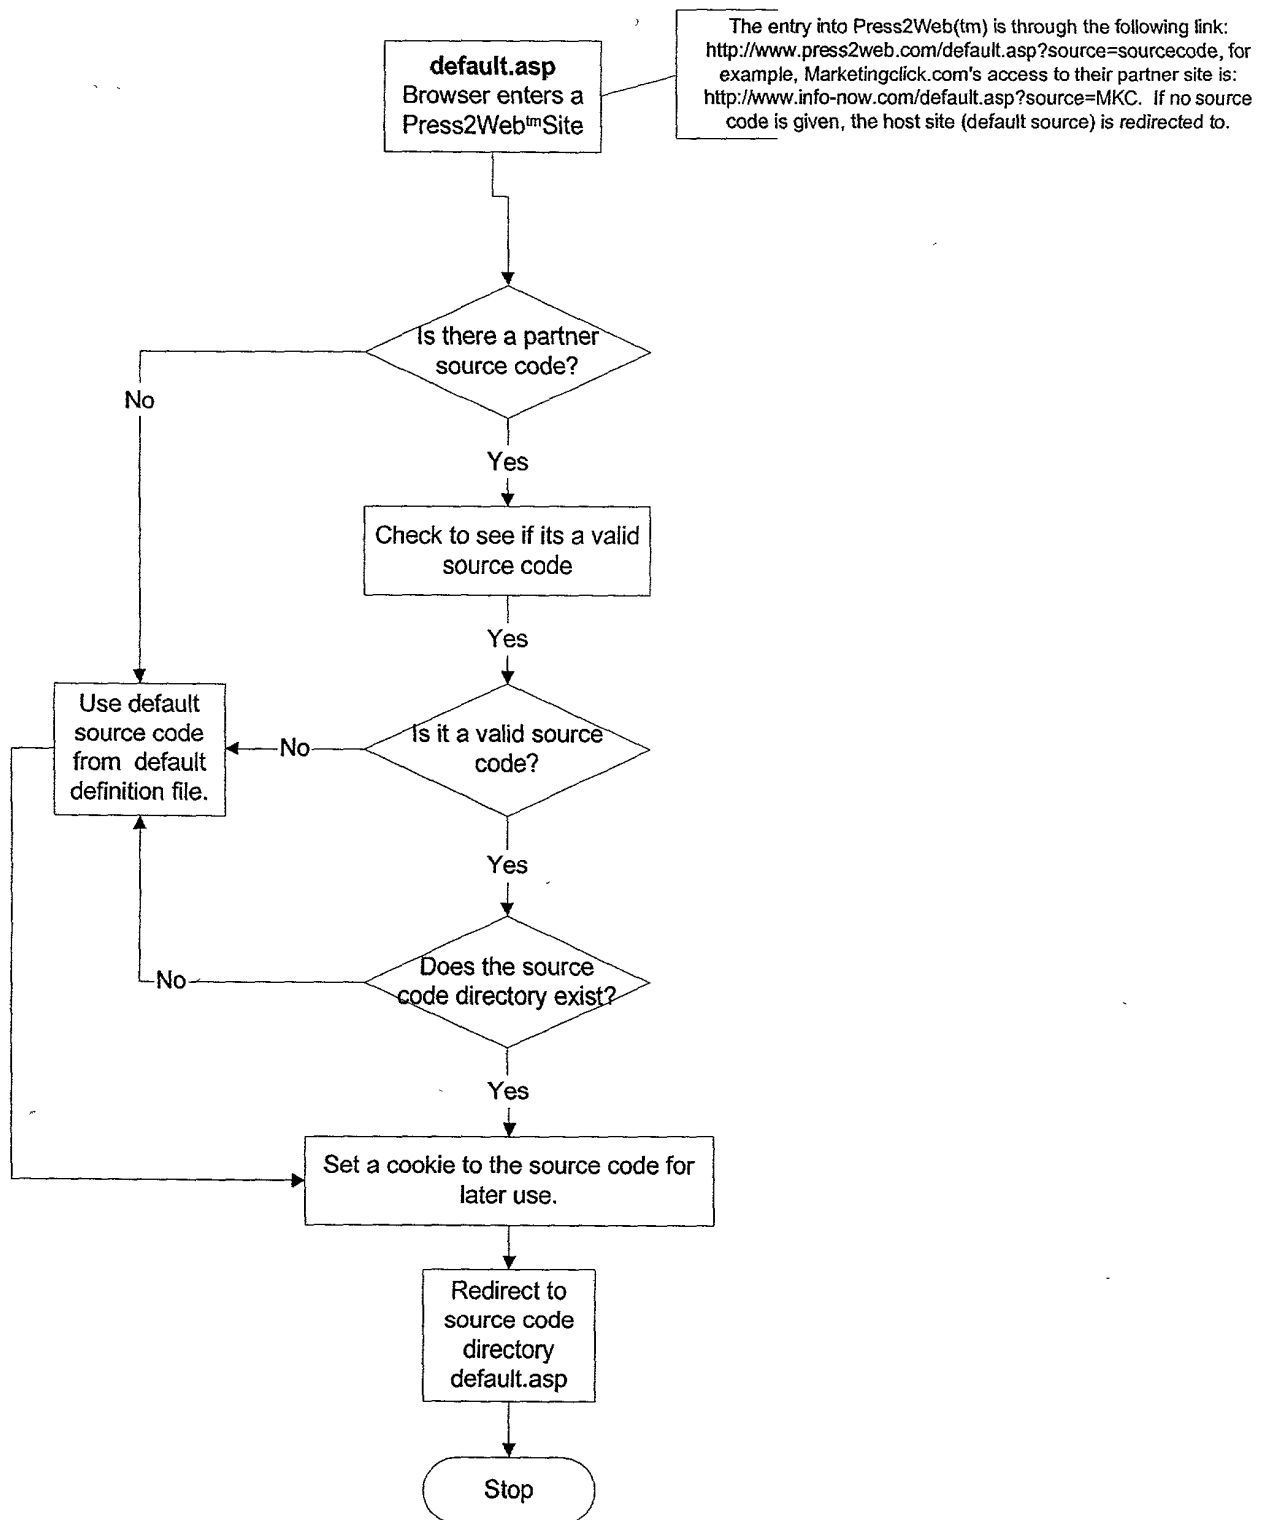 default.asp
Browser enters a
Press2Web™Site
The entry into Press2Web(tm) is through the following link:
http://www.press2web.com/default.asp?source=sourcecode, for
example, Marketingclick.com's access to their partner site is:
http://www.info-now.com/default.asp?source=MKC. If no source
code is given, the host site (default source) is redirected to.
Is there a partner
source code?
No
Yes
Check to see if its a valid
source code
Yes
Use default
source code
from default
definition file.
No
Is it a valid source
code?
Yes
Does the source
code directory exist?
No
Yes
Set a cookie to the source code for
later use.
Redirect to
source code
directory
default.asp
Stop